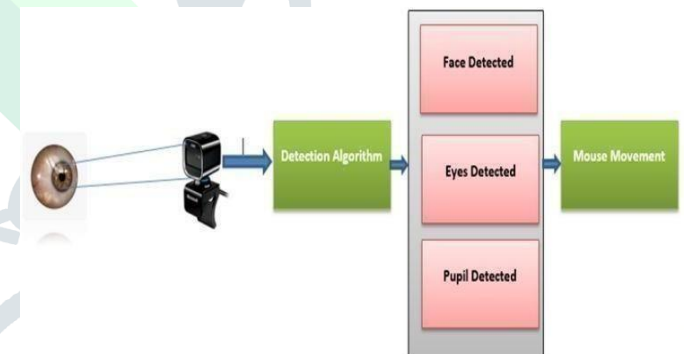 Face Detected
Detection Algorithm
Eyes Detected
Mouse Movement
Pupil Detected